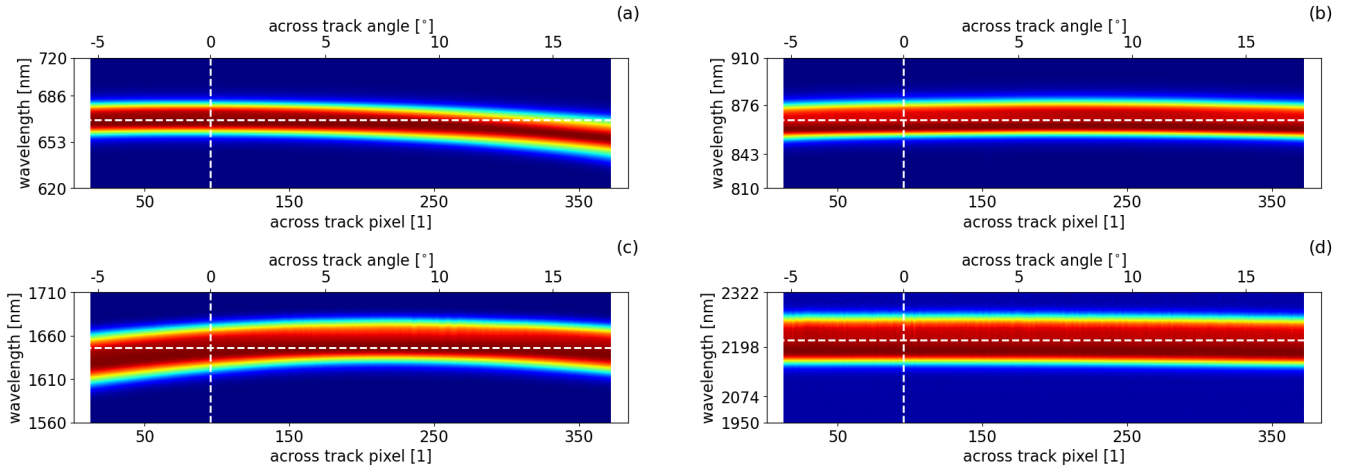 (a)
across track angle [°]
-5 0 5 10 15
wavelength [nm]
720
686
653
620
50 150 250 350
across track pixel [1]
(b)
across track angle [°]
-5 0 5 10 15
wavelength [nm]
910
876
843
810
50 150 250 350
across track pixel [1]
(c)
across track angle [°]
-5 0 5 10 15
wavelength [nm]
1710
1660
1610
1560
50 150 250 350
across track pixel [1]
(d)
across track angle [°]
-5 0 5 10 15
wavelength [nm]
2322
2198
2074
1950
50 150 250 350
across track pixel [1]